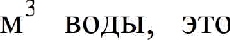 м³ воды, это